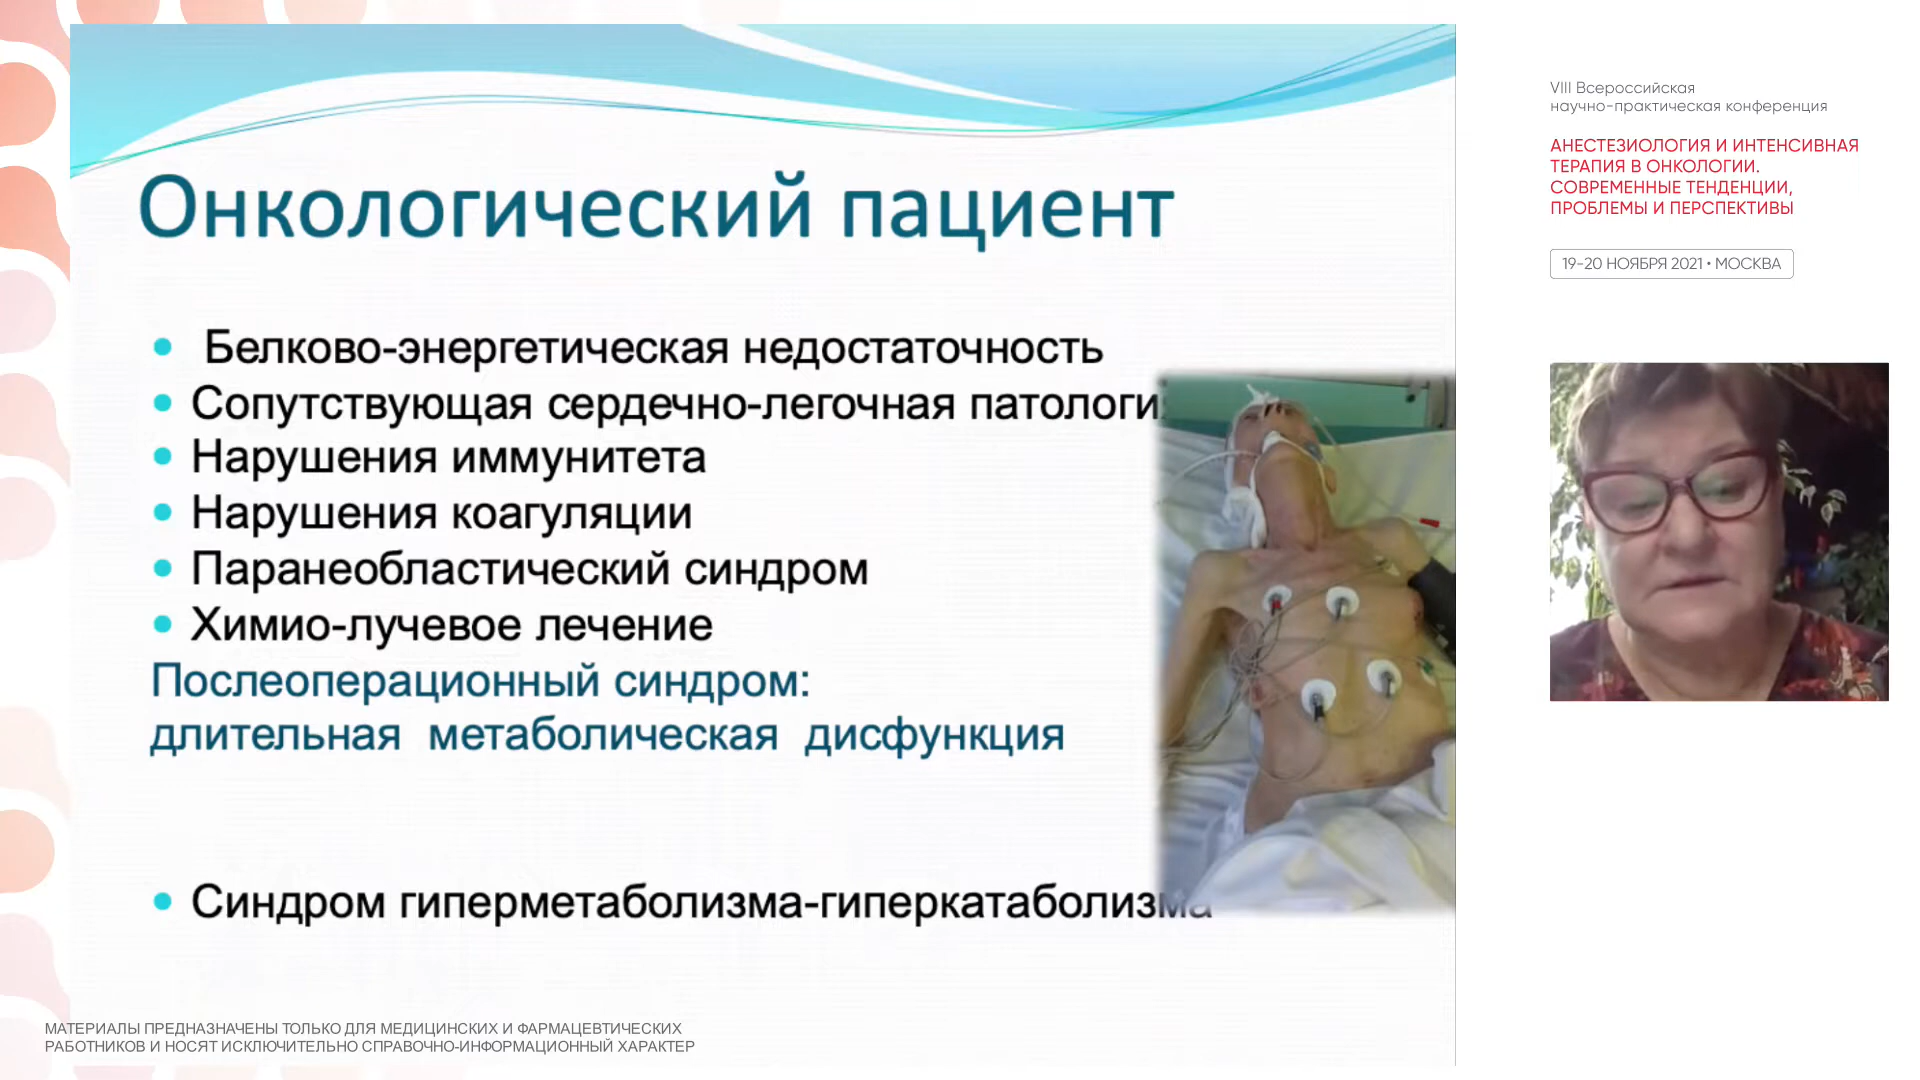 Онкологический пациент
Белково-энергетическая недостаточность
Сопутствующая сердечно-легочная патологи
Нарушения иммунитета
Нарушения коагуляции
Паранеобластический синдром
Химио-лучевое лечение
Послеоперационный синдром:
длительная метаболическая дисфункция
Синдром гиперметаболизма-гиперкатаболизма
МАТЕРИАЛЫ ПРЕДНАЗНАЧЕНЫ ТОЛЬКО ДЛЯ МЕДИЦИНСКИХ И ФАРМАЦЕВТИЧЕСКИХ
РАБОТНИКОВ И НОСЯТ ИСКЛЮЧИТЕЛЬНО СПРАВОЧНО-ИНФОРМАЦИОННЫЙ ХАРАКТЕР
VIII Всероссийская
научно-практическая конференция
АНЕСТЕЗИОЛОГИЯ И ИНТЕНСИВНАЯ
ТЕРАПИЯ В ОНКОЛОГИИ.
СОВРЕМЕННЫЕ ТЕНДЕНЦИИ,
ПРОБЛЕМЫ И ПЕРСПЕКТИВЫ
19-20 НОЯБРЯ 2021 • МОСКВА